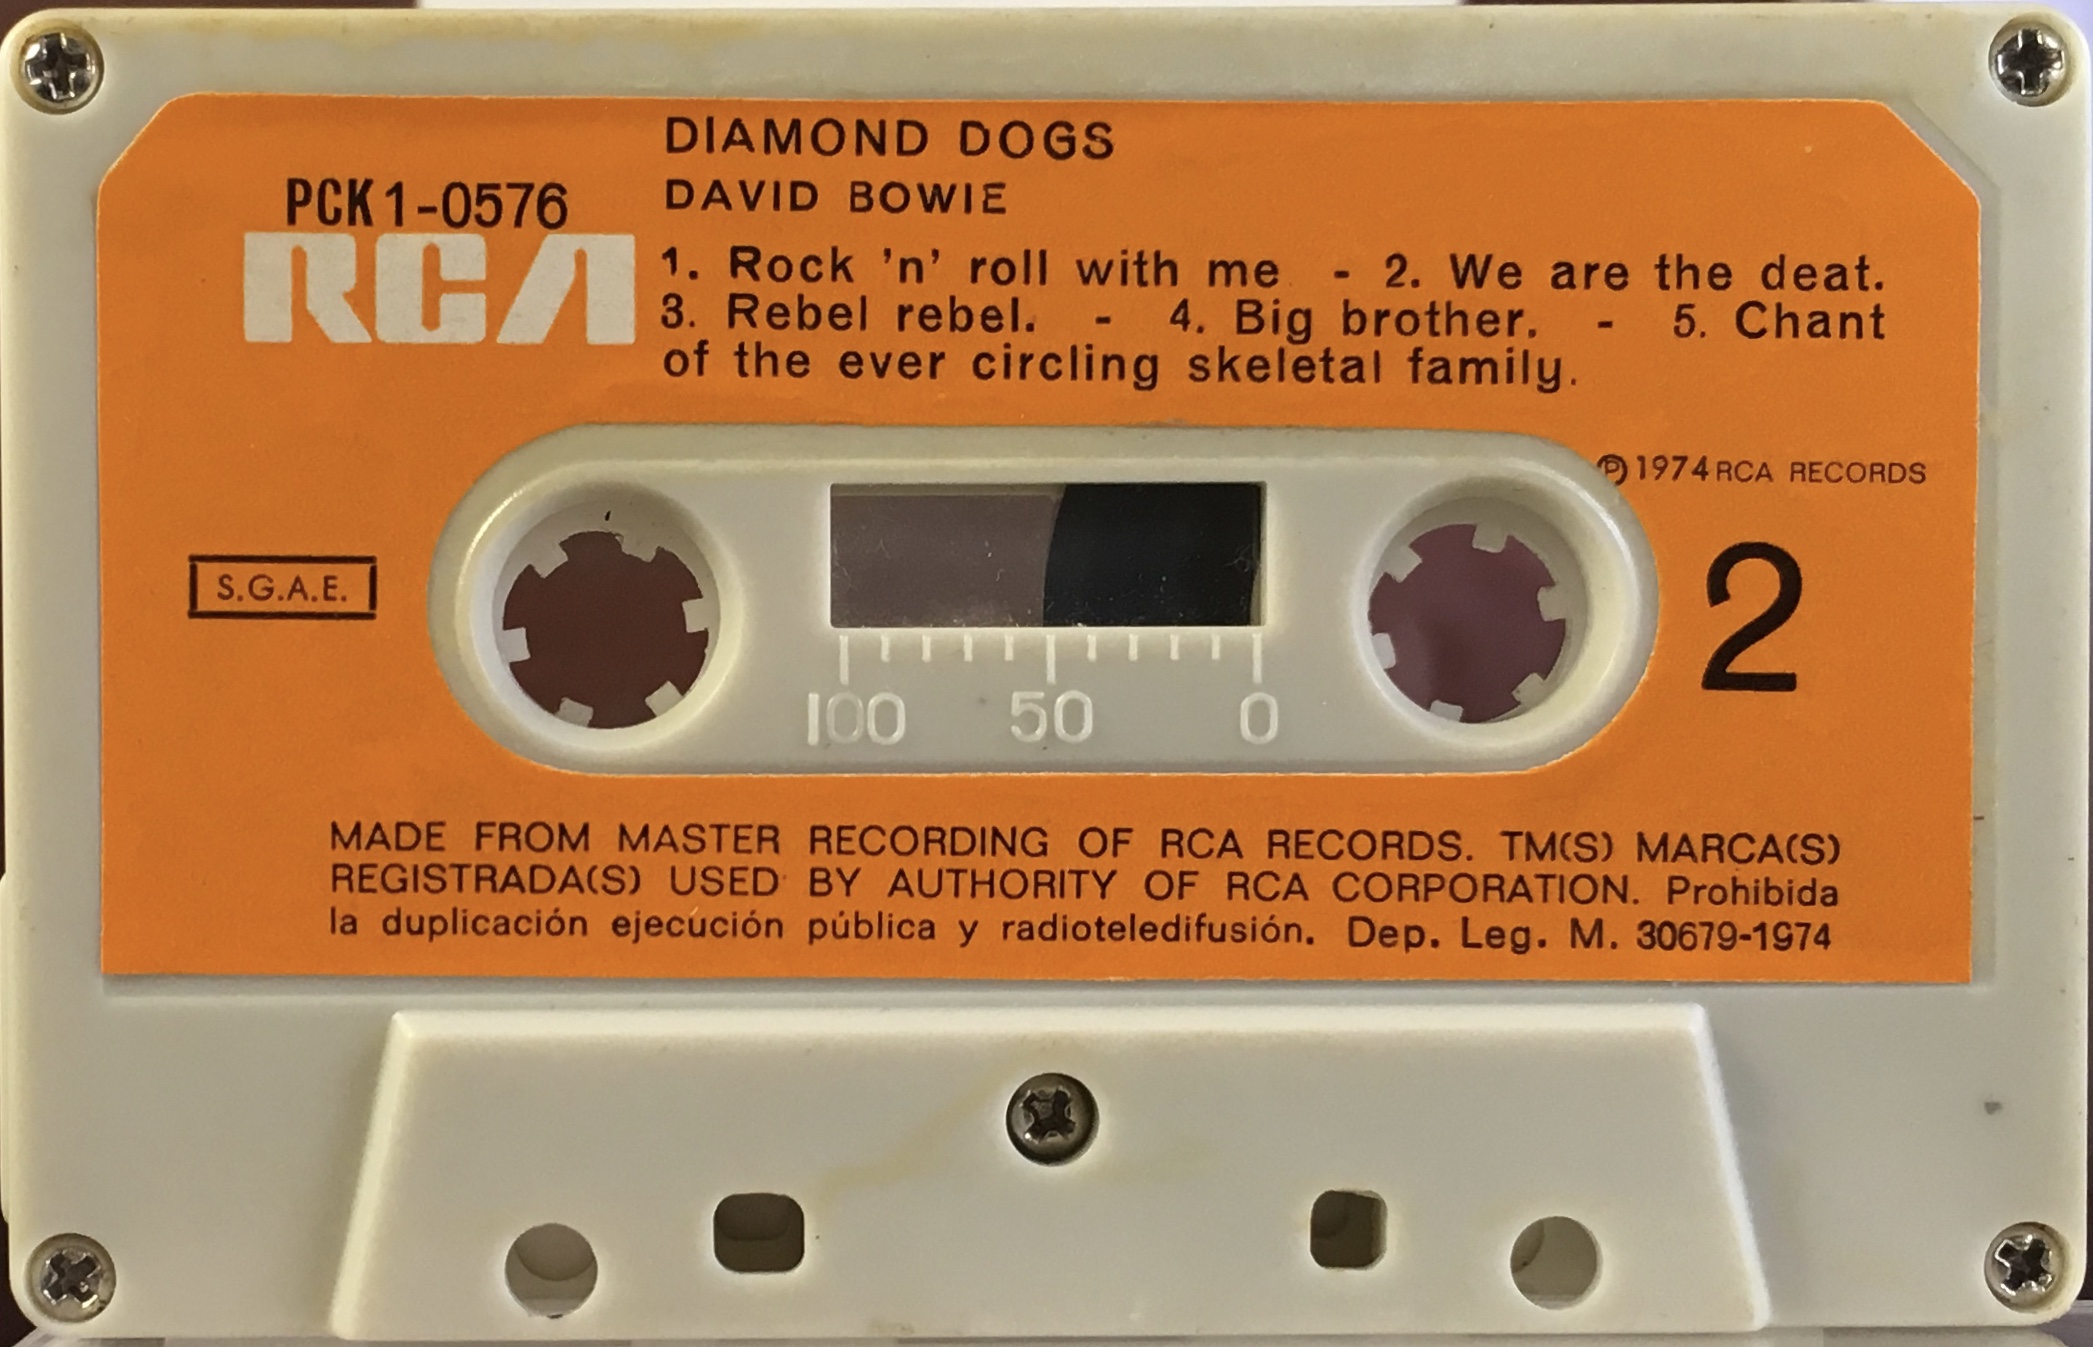 DIAMOND DOGS
DAVID BOWIE
PCK1-0576
RCA
1. Rock 'n' roll with me - 2. We are the deat.
3. Rebel rebel. - 4. Big brother. - 5. Chant
of the ever circling skeletal family.
℗ 1974 RCA RECORDS
S.G.A.E.
2
100 50 0
MADE FROM MASTER RECORDING OF RCA RECORDS. TM(S) MARCA(S)
REGISTRADA(S) USED BY AUTHORITY OF RCA CORPORATION. Prohibida
la duplicación ejecución pública y radioteledifusión. Dep. Leg. M. 30679-1974